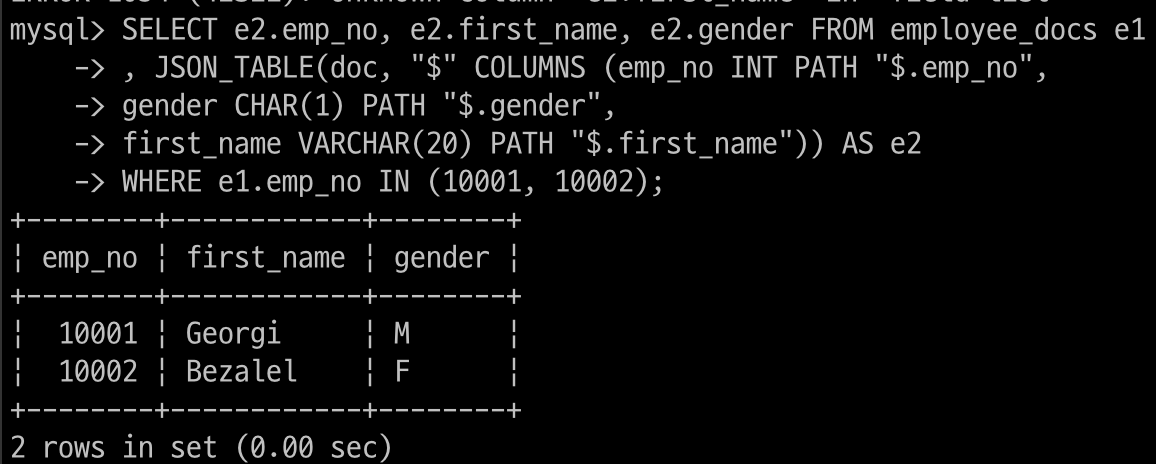 mysql> SELECT e2.emp_no, e2.first_name, e2.gender FROM employee_docs e1
    -> , JSON_TABLE(doc, "$" COLUMNS (emp_no INT PATH "$.emp_no",
    -> gender CHAR(1) PATH "$.gender",
    -> first_name VARCHAR(20) PATH "$.first_name")) AS e2
    -> WHERE e1.emp_no IN (10001, 10002);
+--------+------------+--------+
| emp_no | first_name | gender |
+--------+------------+--------+
|  10001 | Georgi     | M      |
|  10002 | Bezalel    | F      |
+--------+------------+--------+
2 rows in set (0.00 sec)